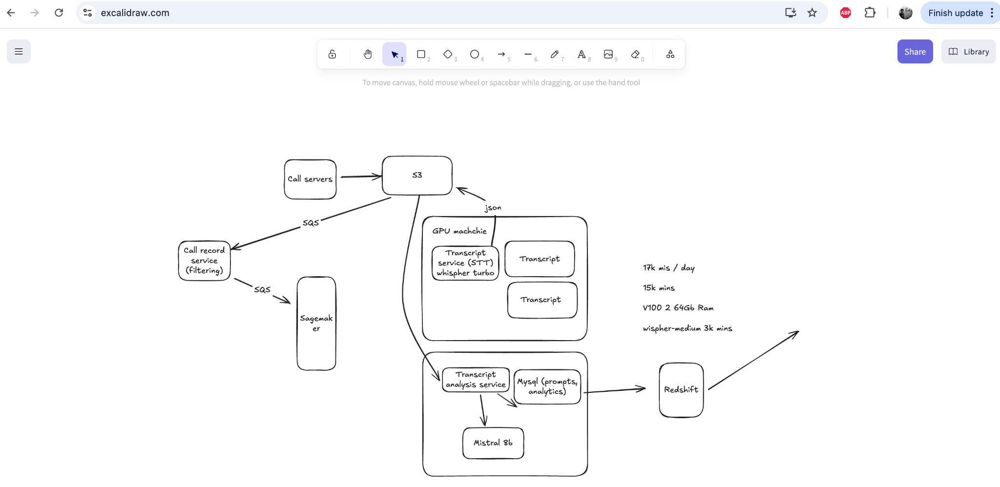 excalidraw.com
ABP
Finish update
1
2
3
4
5
6
7
8
9
0
Share
Library
To move canvas, hold mouse wheel or spacebar while dragging, or use the hand tool
Call servers
S3
json
SQS
GPU machchie
Call record
service
(filtering)
Transcript
service (STT)
whispher turbo
Transcript
Transcript
SQS
Sagemak
er
17k mis / day
15k mins
V100 2 64Gb Ram
wispher-medium 3k mins
Transcript
analysis service
Mysql (prompts,
analytics)
Redshift
Mistral 8b